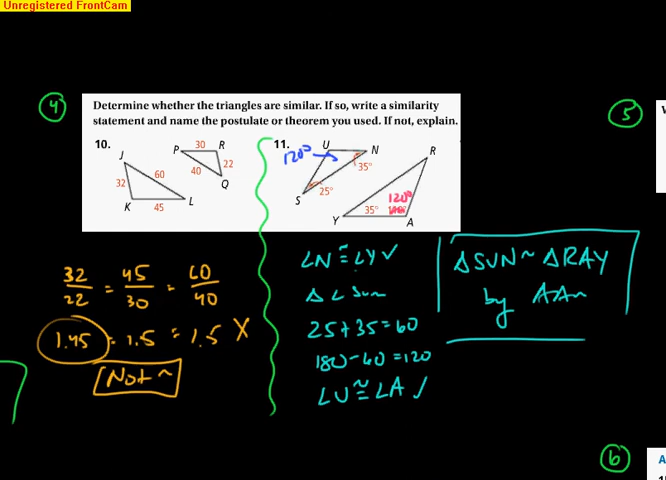 Unregistered FrontCam
4
Determine whether the triangles are similar. If so, write a similarity
statement and name the postulate or theorem you used. If not, explain.
10.
J
32
60
K
45
L
P
30
R
40
22
Q
11.
U
N
120°
35°
S
25°
R
120°
Y
35°
A
5
32/22 = 45/30 = 60/40
1.45 = 1.5 = 1.5 X
Not ~
∠N ≅ ∠Y ✓
Δ∠Sum
25+35=60
180-60=120
∠U ≅ ∠A ✓
ΔSUN ~ ΔRAY
by AA~
6
A